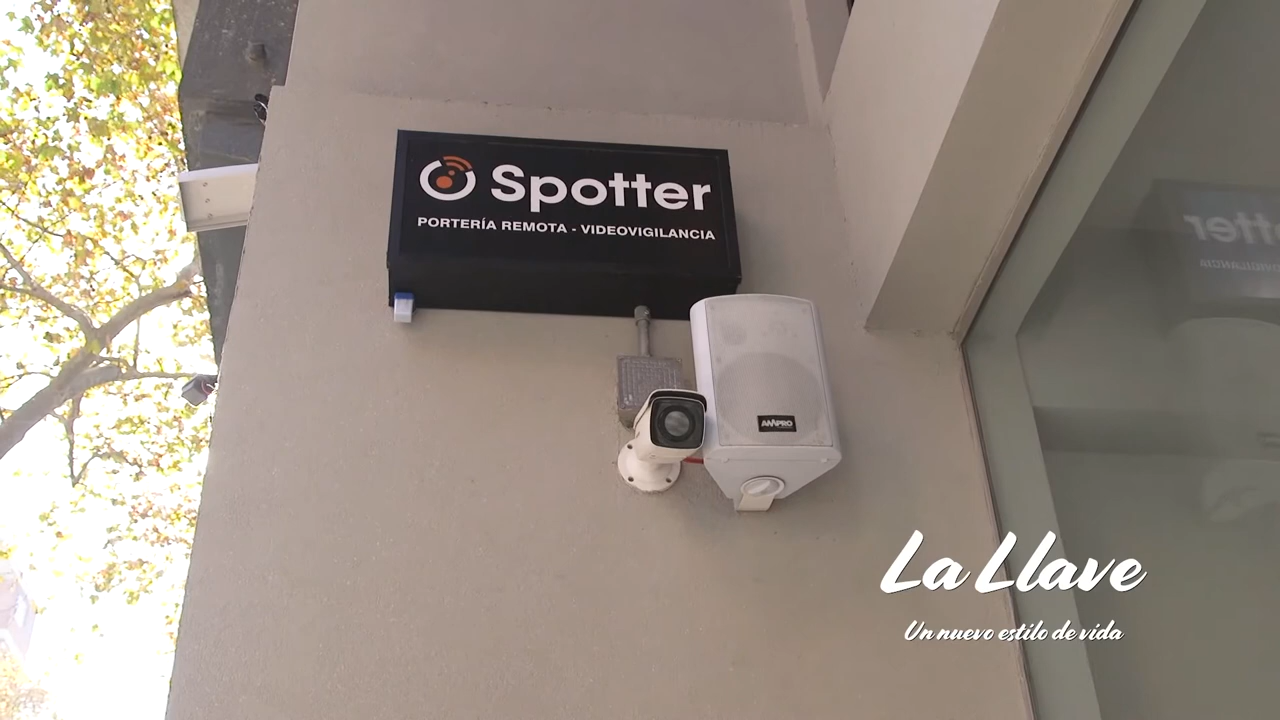 Spotter
PORTERÍA REMOTA - VIDEOVIGILANCIA
AMPRO
La Llave
Un nuevo estilo de vida